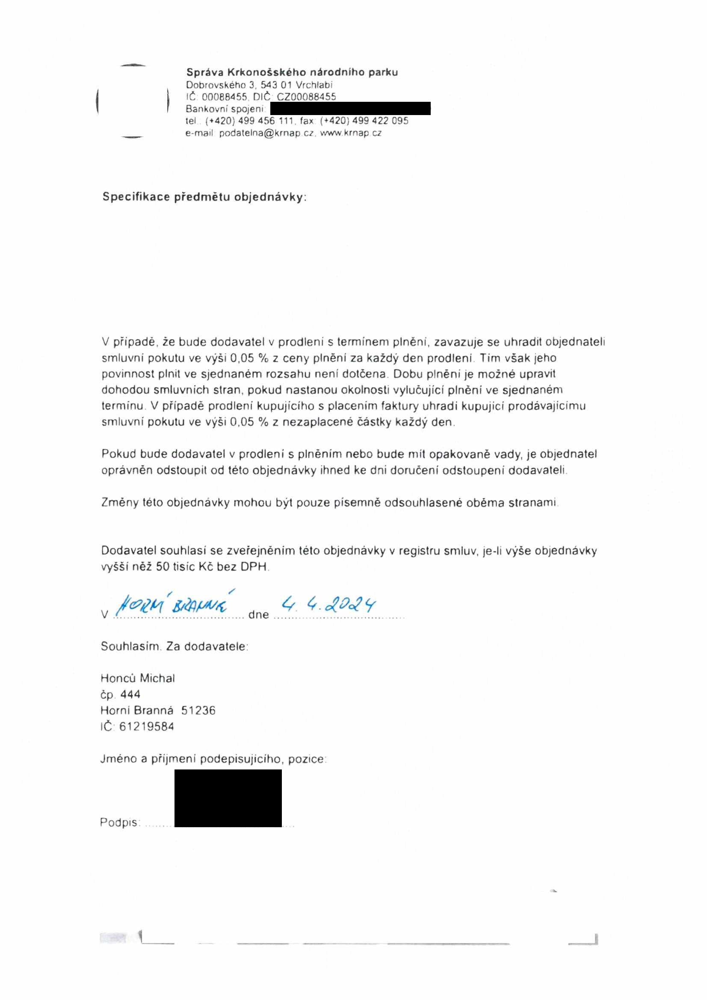 Správa Krkonošského národního parku
Dobrovského 3, 543 01 Vrchlabí
IČ: 00088455, DIČ: CZ00088455
Bankovní spojení:
tel.: (+420) 499 456 111, fax: (+420) 499 422 095
e-mail: podatelna@krnap.cz, www.krnap.cz
Specifikace předmětu objednávky:
V případě, že bude dodavatel v prodlení s termínem plnění, zavazuje se uhradit objednateli
smluvní pokutu ve výši 0,05 % z ceny plnění za každý den prodlení. Tím však jeho
povinnost plnit ve sjednaném rozsahu není dotčena. Dobu plnění je možné upravit
dohodou smluvních stran, pokud nastanou okolnosti vylučující plnění ve sjednaném
termínu. V případě prodlení kupujícího s placením faktury uhradí kupující prodávajícímu
smluvní pokutu ve výši 0,05 % z nezaplacené částky každý den.
Pokud bude dodavatel v prodlení s plněním nebo bude mít opakovaně vady, je objednatel
oprávněn odstoupit od této objednávky ihned ke dni doručení odstoupení dodavateli.
Změny této objednávky mohou být pouze písemně odsouhlasené oběma stranami.
Dodavatel souhlasí se zveřejněním této objednávky v registru smluv, je-li výše objednávky
vyšší něž 50 tisíc Kč bez DPH.
V HORNÍ BRANNÉ dne 4. 4. 2024
Souhlasím. Za dodavatele:
Honců Michal
čp. 444
Horní Branná 51236
IČ: 61219584
Jméno a příjmení podepisujícího, pozice:
Podpis: